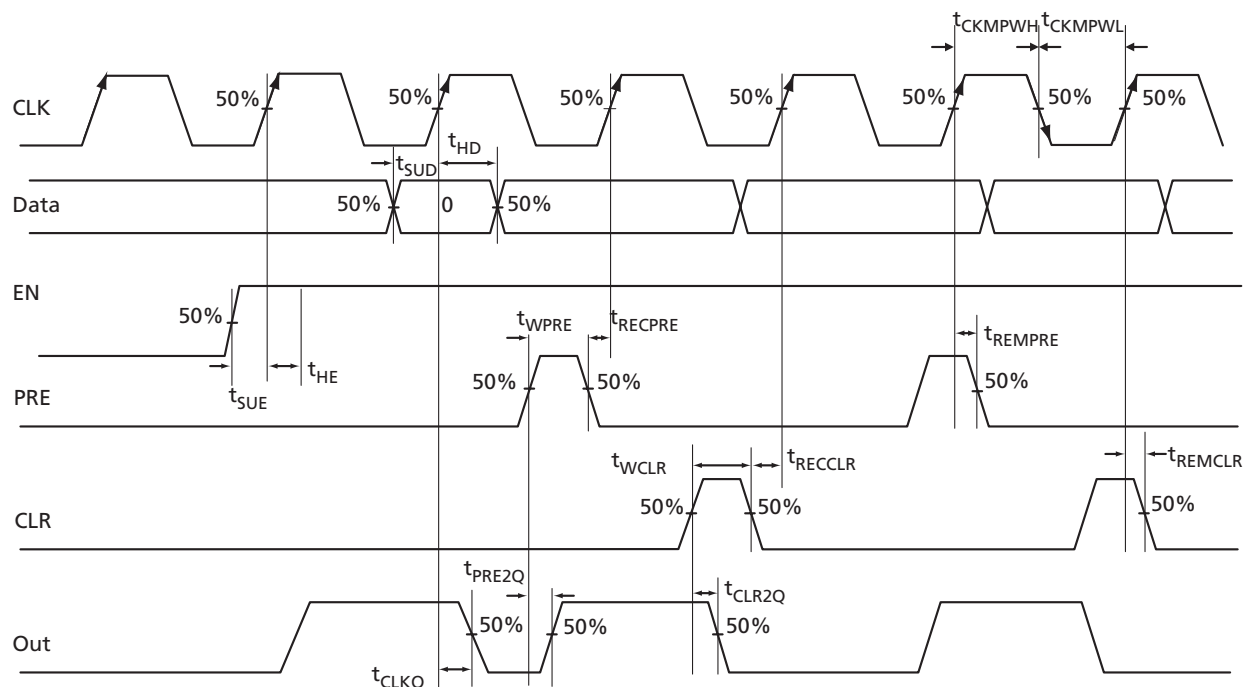 tCKMPWH tCKMPWL
CLK 50% 50% 50% 50% 50% 50% 50%
tSUD tHD
Data 50% 0 50%
EN
50% tWPRE tRECPRE tREMPRE
tSUE tHE
PRE 50% 50% 50%
tWCLR tRECCLR tREMCLR
CLR 50% 50% 50%
tPRE2Q tCLR2Q
Out 50% 50% 50%
tCLKQ